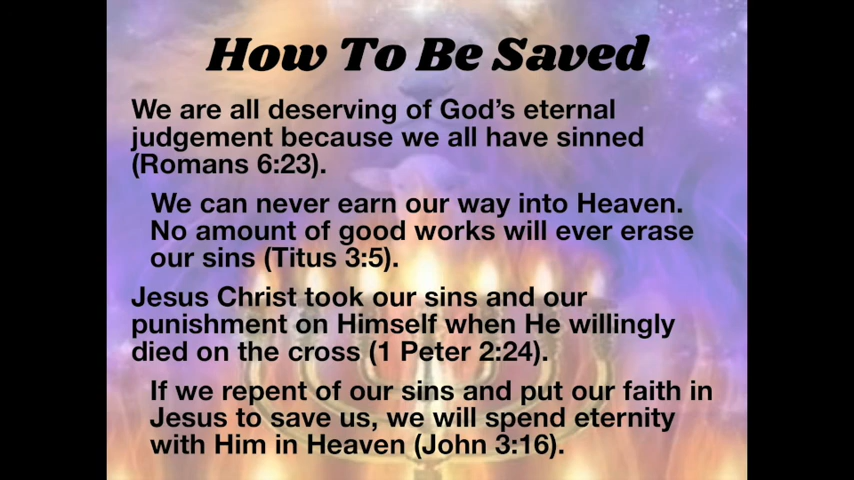 How To Be Saved
We are all deserving of God's eternal
judgement because we all have sinned
(Romans 6:23).
We can never earn our way into Heaven.
No amount of good works will ever erase
our sins (Titus 3:5).
Jesus Christ took our sins and our
punishment on Himself when He willingly
died on the cross (1 Peter 2:24).
If we repent of our sins and put our faith in
Jesus to save us, we will spend eternity
with Him in Heaven (John 3:16).